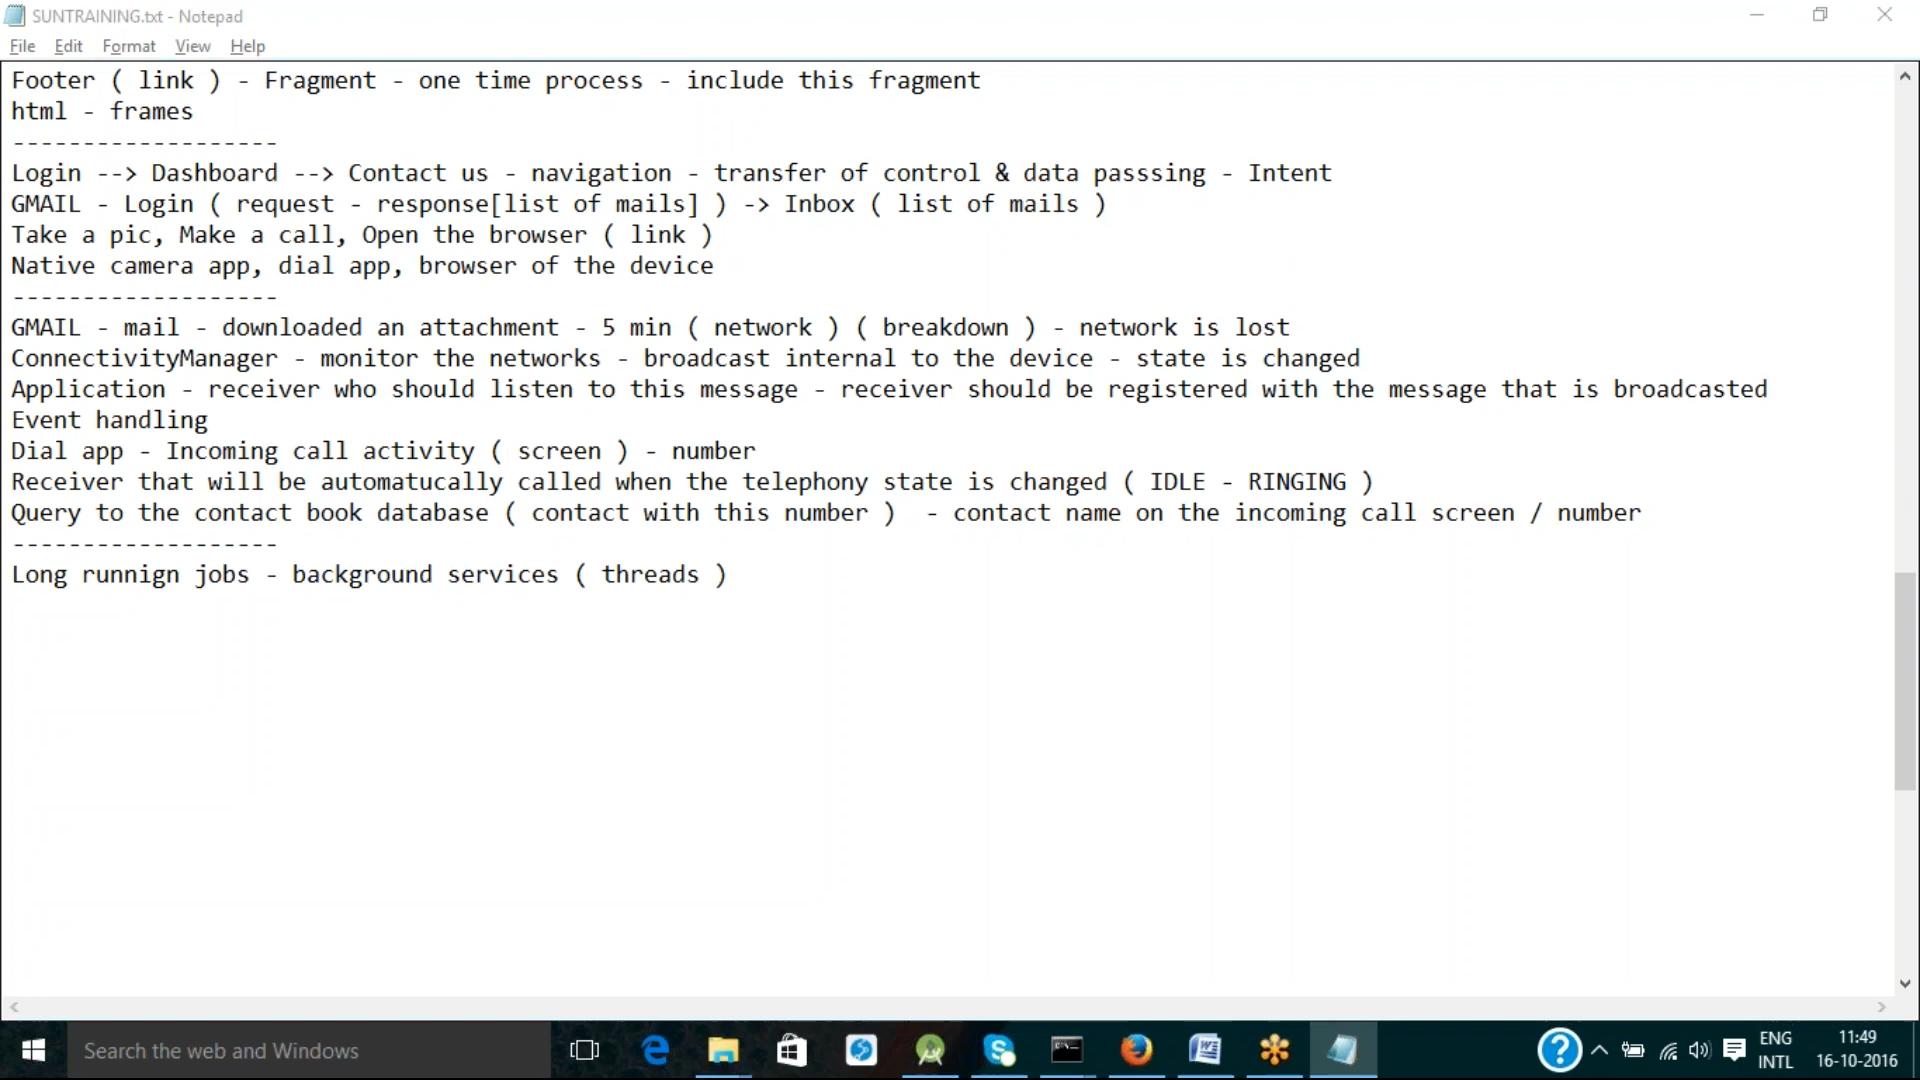 SUNTRAINING.txt - Notepad
File Edit Format View Help
Footer ( link ) - Fragment - one time process - include this fragment
html - frames
-------------------
Login --> Dashboard --> Contact us - navigation - transfer of control & data passsing - Intent
GMAIL - Login ( request - response[list of mails] ) -> Inbox ( list of mails )
Take a pic, Make a call, Open the browser ( link )
Native camera app, dial app, browser of the device
-------------------
GMAIL - mail - downloaded an attachment - 5 min ( network ) ( breakdown ) - network is lost
ConnectivityManager - monitor the networks - broadcast internal to the device - state is changed
Application - receiver who should listen to this message - receiver should be registered with the message that is broadcasted
Event handling
Dial app - Incoming call activity ( screen ) - number
Receiver that will be automatucally called when the telephony state is changed ( IDLE - RINGING )
Query to the contact book database ( contact with this number )  - contact name on the incoming call screen / number
-------------------
Long runnign jobs - background services ( threads )
Search the web and Windows
ENG
INTL
11:49
16-10-2016